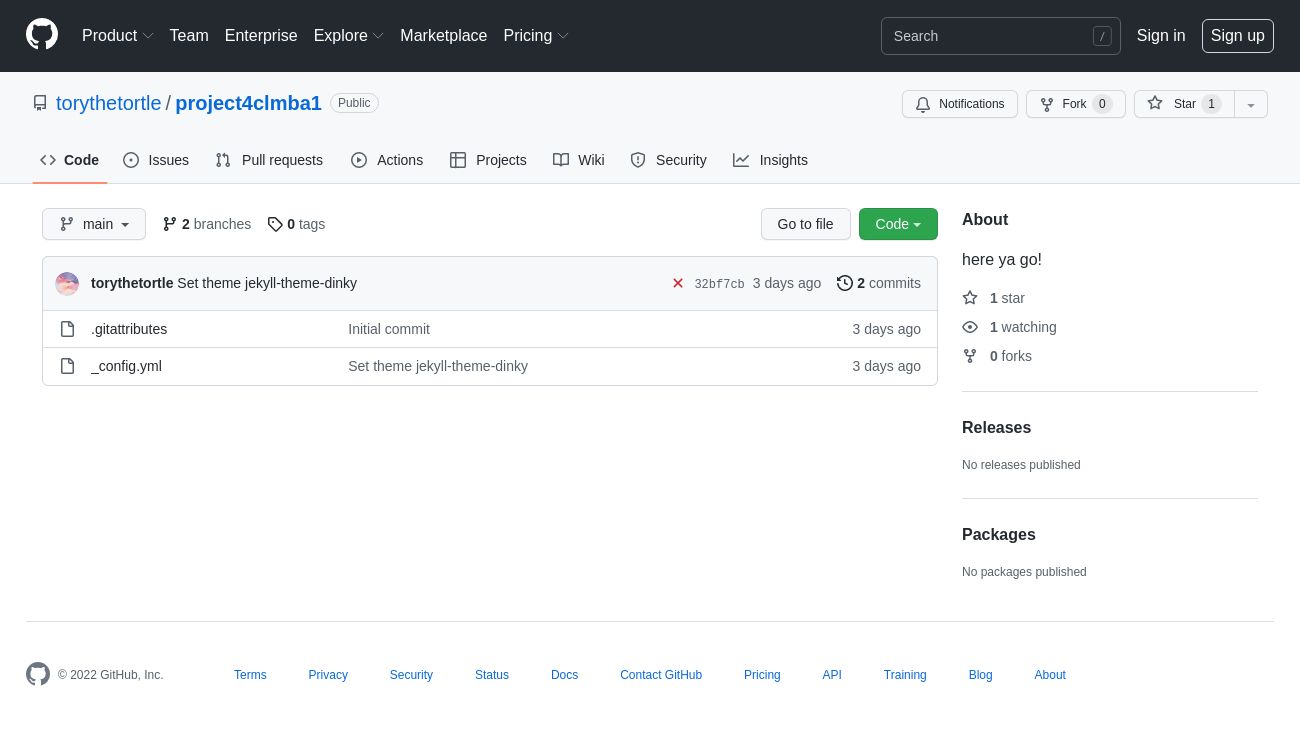 Product Team Enterprise Explore Marketplace Pricing Search / Sign in Sign up
torythetortle / project4clmba1 Public Notifications Fork 0 Star 1
Code Issues Pull requests Actions Projects Wiki Security Insights
main 2 branches 0 tags Go to file Code
torythetortle Set theme jekyll-theme-dinky 32bf7cb 3 days ago 2 commits
.gitattributes Initial commit 3 days ago
_config.yml Set theme jekyll-theme-dinky 3 days ago
About
here ya go!
1 star
1 watching
0 forks
Releases
No releases published
Packages
No packages published
© 2022 GitHub, Inc. Terms Privacy Security Status Docs Contact GitHub Pricing API Training Blog About